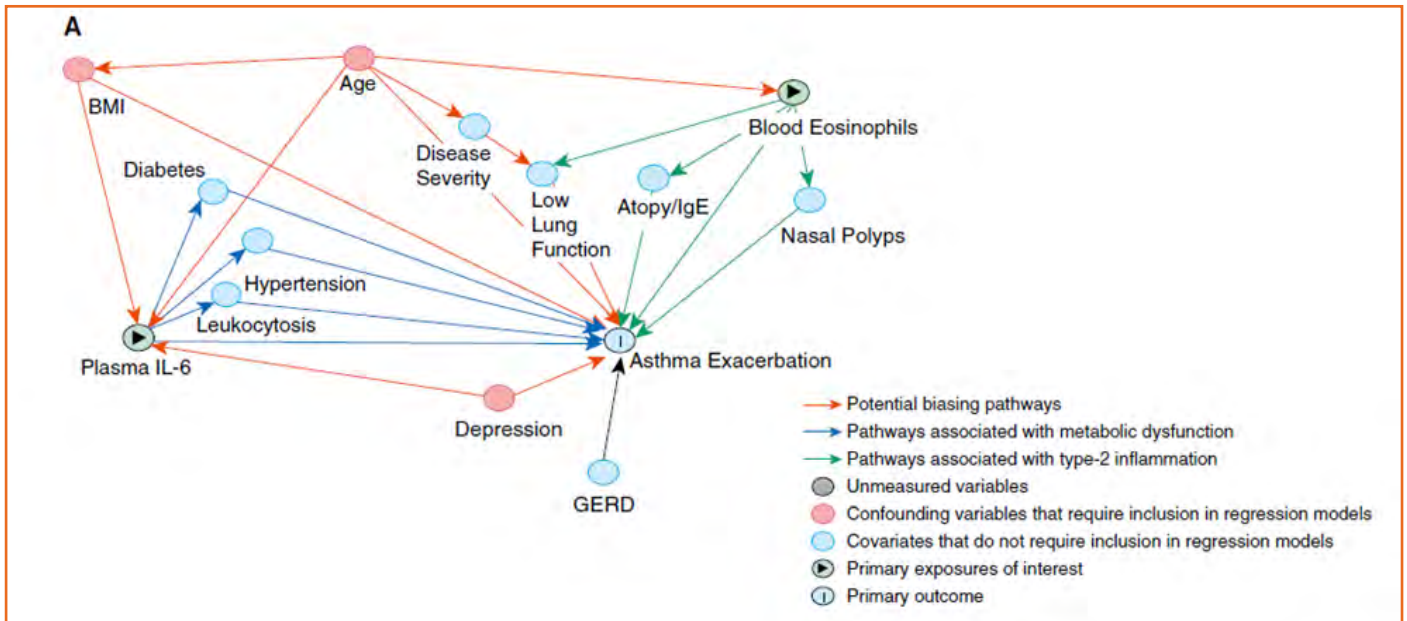 A
Age
BMI
Blood Eosinophils
Disease
Severity
Diabetes
Low
Lung
Function
Atopy/IgE
Nasal Polyps
Hypertension
Leukocytosis
Plasma IL-6
Asthma Exacerbation
Depression
GERD
Potential biasing pathways
Pathways associated with metabolic dysfunction
Pathways associated with type-2 inflammation
Unmeasured variables
Confounding variables that require inclusion in regression models
Covariates that do not require inclusion in regression models
Primary exposures of interest
I Primary outcome